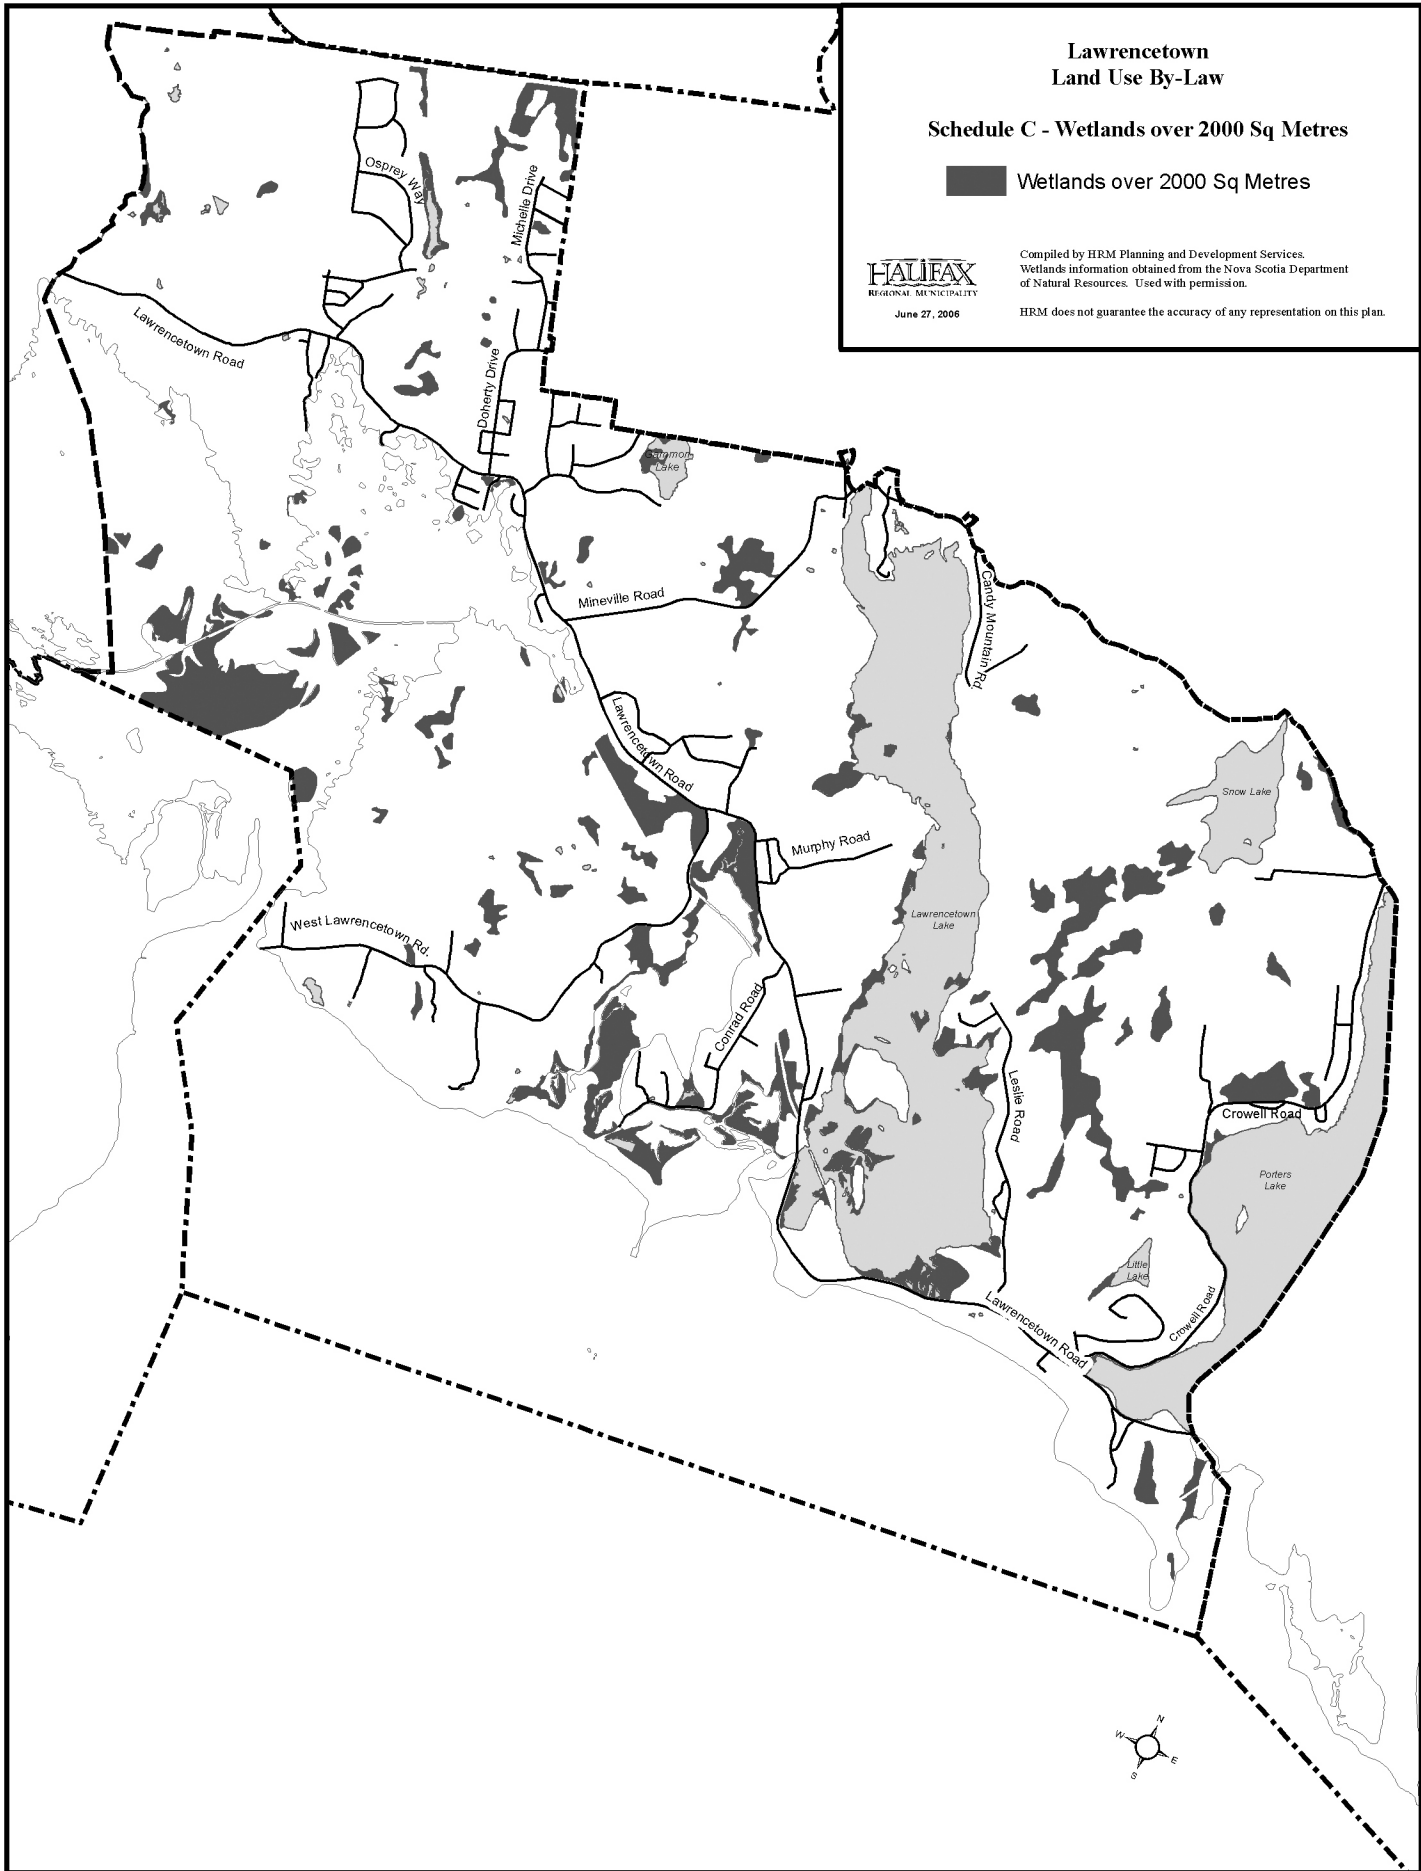 Lawrencetown
Land Use By-Law
Schedule C - Wetlands over 2000 Sq Metres
Wetlands over 2000 Sq Metres
HALIFAX
REGIONAL MUNICIPALITY
June 27, 2006
Compiled by HRM Planning and Development Services.
Wetlands information obtained from the Nova Scotia Department
of Natural Resources. Used with permission.
HRM does not guarantee the accuracy of any representation on this plan.
Osprey Way
Michelle Drive
Lawrencetown Road
Doherty Drive
Gammon
Lake
Mineville Road
Candy Mountain Rd.
Lawrencetown Road
Snow Lake
Murphy Road
Lawrencetown
Lake
West Lawrencetown Rd.
Conrad Road
Leslie Road
Crowell Road
Porters
Lake
Little
Lake
Crowell Road
Lawrencetown Road
N
W
E
S